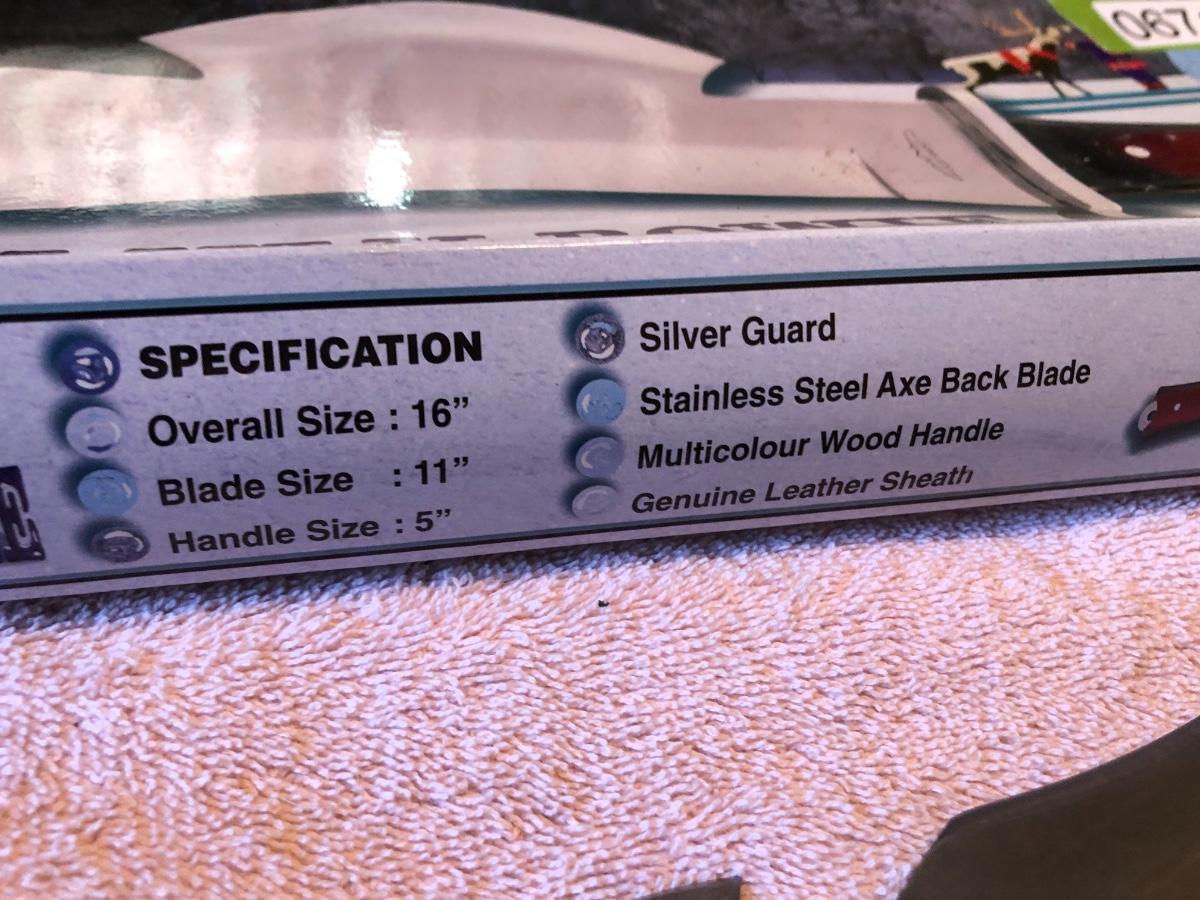 067
SPECIFICATION
Overall Size : 16”
Blade Size : 11”
Handle Size : 5”
Silver Guard
Stainless Steel Axe Back Blade
Multicolour Wood Handle
Genuine Leather Sheath
E